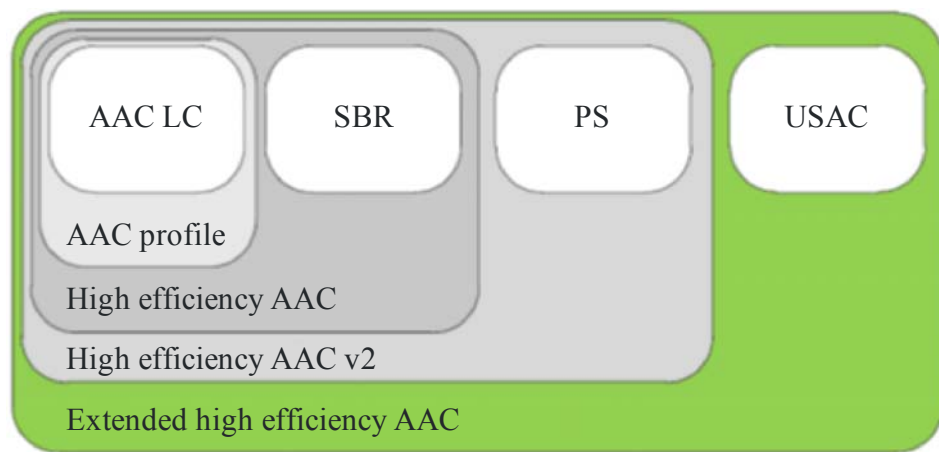 AAC LC
SBR
PS
USAC
AAC profile
High efficiency AAC
High efficiency AAC v2
Extended high efficiency AAC